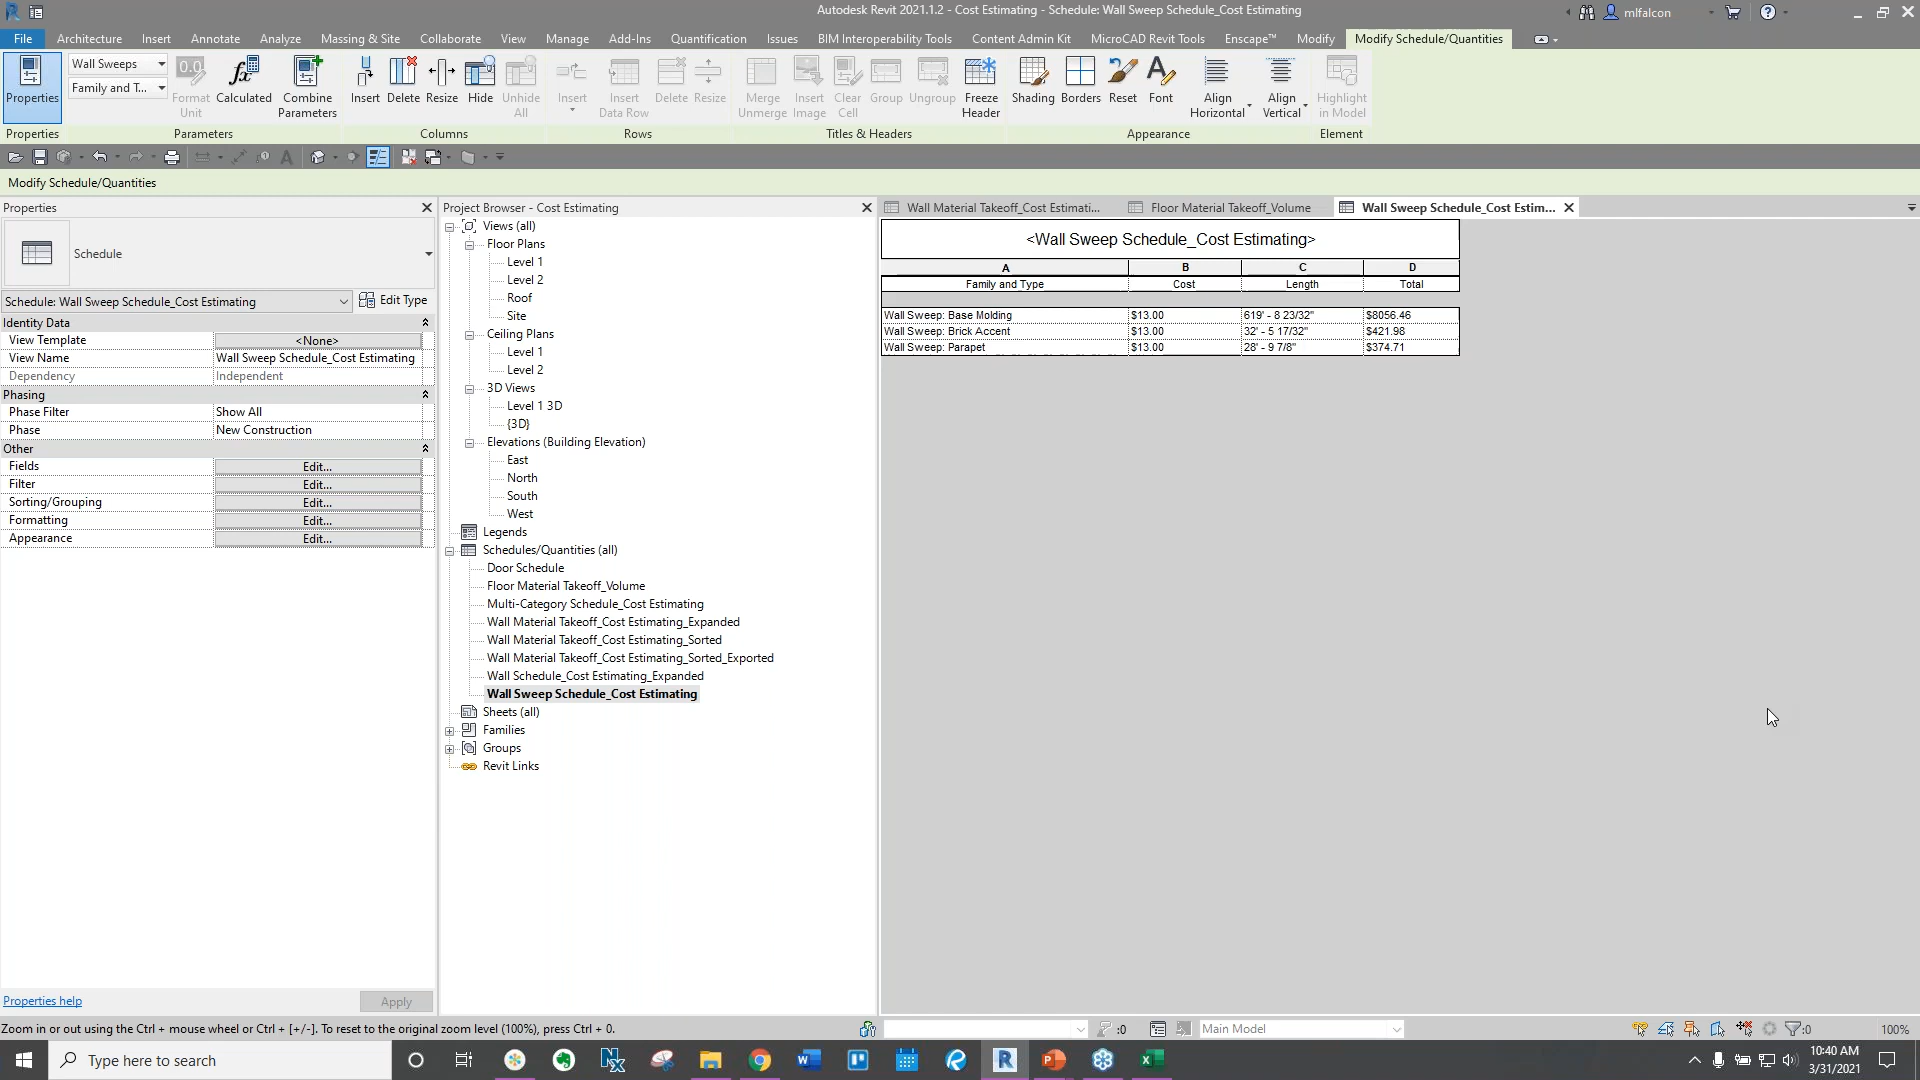 Autodesk Revit 2021.1.2 - Cost Estimating - Schedule: Wall Sweep Schedule_Cost Estimating
mlfalcon
File Architecture Insert Annotate Analyze Massing & Site Collaborate View Manage Add-Ins Quantification Issues BIM Interoperability Tools Content Admin Kit MicroCAD Revit Tools Enscape™ Modify Modify Schedule/Quantities
Wall Sweeps
Family and T...
Properties
Format Unit
Calculated
Combine Parameters
Insert
Delete
Resize
Hide
Unhide All
Insert
Insert Data Row
Delete
Resize
Merge Unmerge
Insert Image
Clear Cell
Group
Ungroup
Freeze Header
Shading
Borders
Reset
Font
Align Horizontal
Align Vertical
Highlight in Model
Properties Parameters Columns Rows Titles & Headers Appearance Element
Modify Schedule/Quantities
Properties
Schedule
Schedule: Wall Sweep Schedule_Cost Estimating Edit Type
Identity Data
View Template <None>
View Name Wall Sweep Schedule_Cost Estimating
Dependency Independent
Phasing
Phase Filter Show All
Phase New Construction
Other
Fields Edit...
Filter Edit...
Sorting/Grouping Edit...
Formatting Edit...
Appearance Edit...
Properties help Apply
Project Browser - Cost Estimating
Views (all)
Floor Plans
Level 1
Level 2
Roof
Site
Ceiling Plans
Level 1
Level 2
3D Views
Level 1 3D
{3D}
Elevations (Building Elevation)
East
North
South
West
Legends
Schedules/Quantities (all)
Door Schedule
Floor Material Takeoff_Volume
Multi-Category Schedule_Cost Estimating
Wall Material Takeoff_Cost Estimating_Expanded
Wall Material Takeoff_Cost Estimating_Sorted
Wall Material Takeoff_Cost Estimating_Sorted_Exported
Wall Schedule_Cost Estimating_Expanded
Wall Sweep Schedule_Cost Estimating
Sheets (all)
Families
Groups
Revit Links
Wall Material Takeoff_Cost Estimati... Floor Material Takeoff_Volume Wall Sweep Schedule_Cost Estim...
<Wall Sweep Schedule_Cost Estimating>
A B C D
Family and Type Cost Length Total
Wall Sweep: Base Molding $13.00 619' - 8 23/32" $8056.46
Wall Sweep: Brick Accent $13.00 32' - 5 17/32" $421.98
Wall Sweep: Parapet $13.00 28' - 9 7/8" $374.71
Zoom in or out using the Ctrl + mouse wheel or Ctrl + [+/-]. To reset to the original zoom level (100%), press Ctrl + 0.
:0 Main Model :0 100%
Type here to search
10:40 AM
3/31/2021